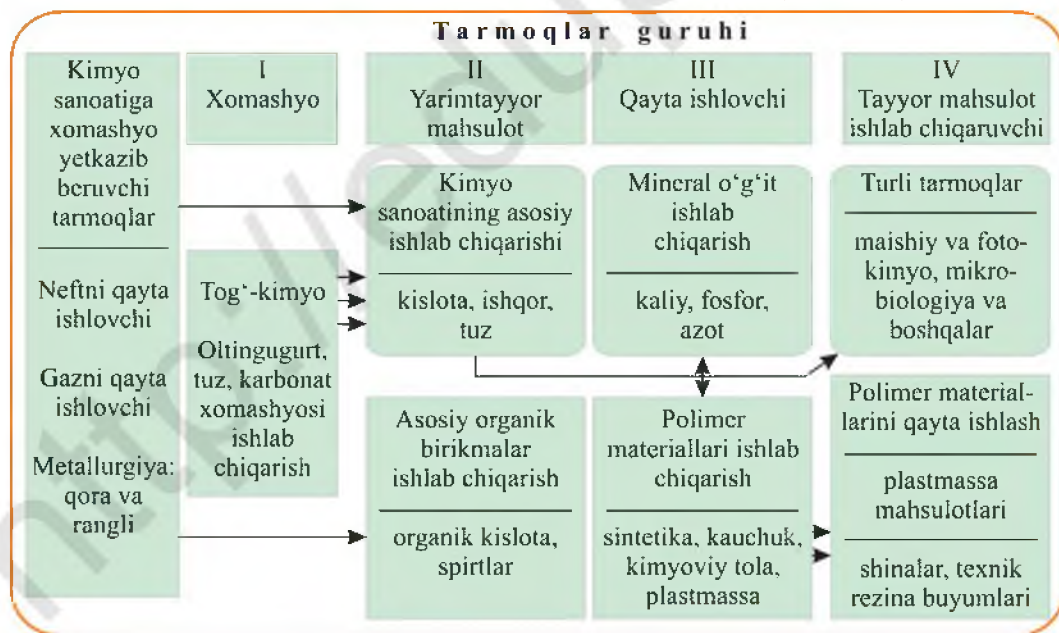 Tarmoqlar guruhi
Kimyo
sanoatiga
xomashyo
yetkazib
beruvchi
tarmoqlar
Neftni qayta
ishlovchi
Gazni qayta
ishlovchi
Metallurgiya:
qora va
rangli
I
Xomashyo
Tog‘-kimyo
Oltingugurt,
tuz, karbonat
xomashyosi
ishlab
chiqarish
II
Yarimtayyor
mahsulot
Kimyo
sanoatining asosiy
ishlab chiqarishi
kislota, ishqor,
tuz
Asosiy organik
birikmalar
ishlab chiqarish
organik kislota,
spirtlar
III
Qayta ishlovchi
Mineral o‘g‘it
ishlab
chiqarish
kaliy, fosfor,
azot
Polimer
materiallari ishlab
chiqarish
sintetika, kauchuk,
kimyoviy tola,
plastmassa
IV
Tayyor mahsulot
ishlab chiqaruvchi
Turli tarmoqlar
maishiy va foto-
kimyo, mikro-
biologiya va
boshqalar
Polimer material-
larini qayta ishlash
plastmassa
mahsulotlari
shinalar, texnik
rezina buyumlari
http://edup